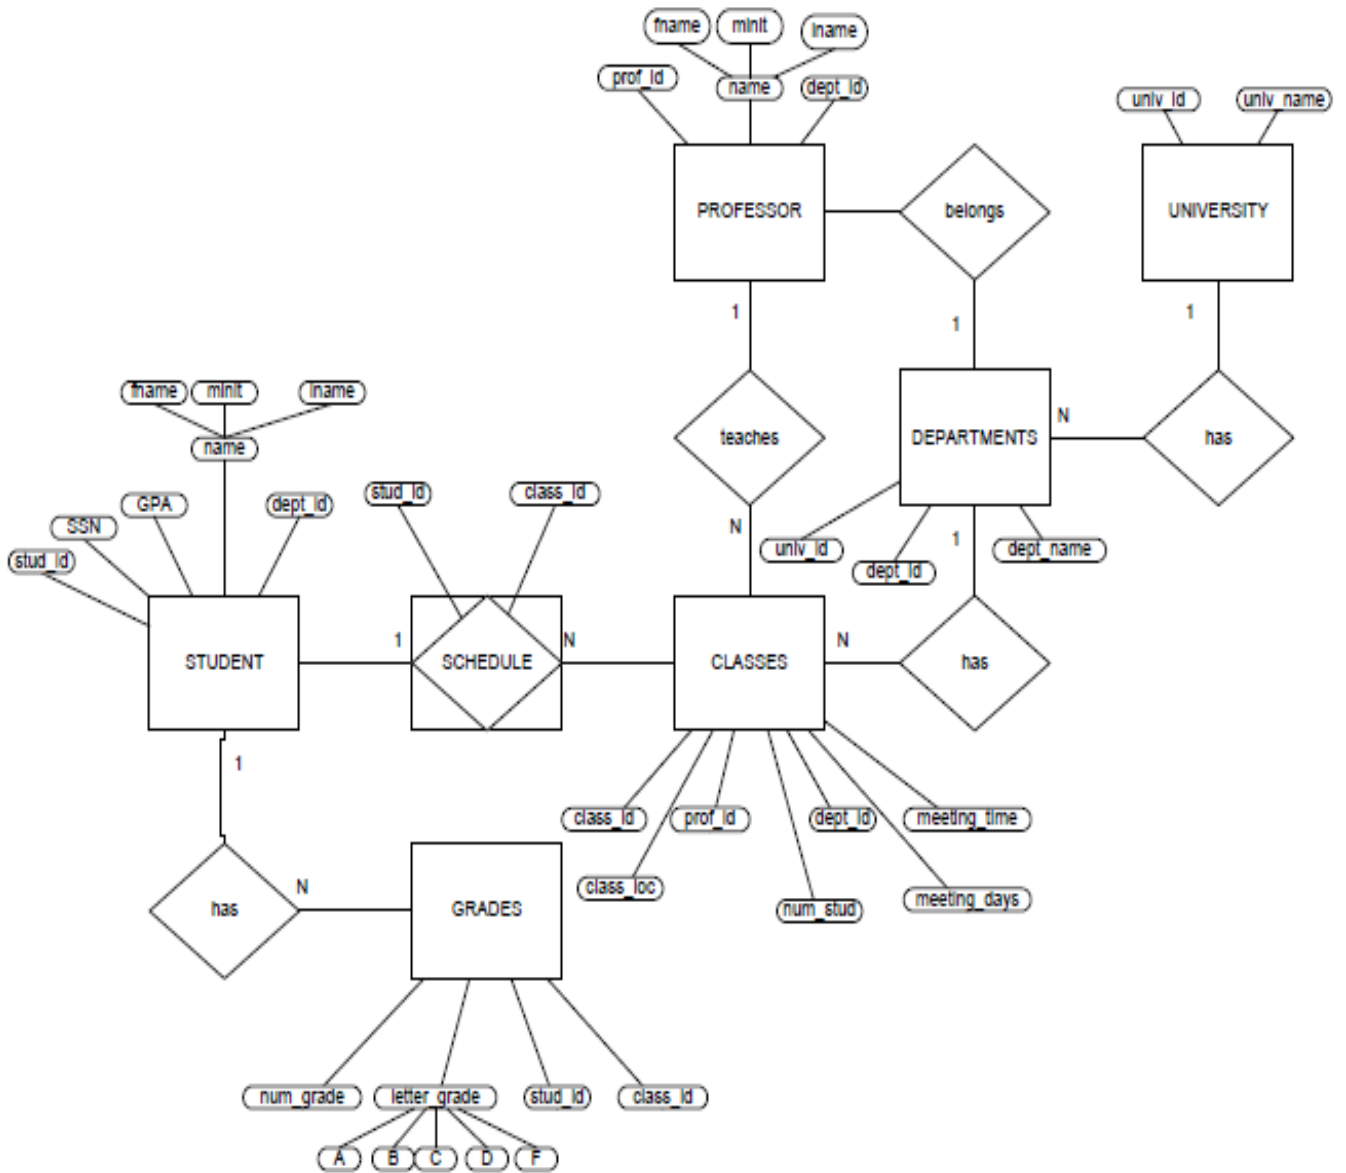 fname minit lname
prof_id name dept_id
univ_id univ_name
PROFESSOR belongs UNIVERSITY
1 1 1
fname minit lname
name
teaches
N
DEPARTMENTS has
stud_id class_id
GPA dept_id
SSN
stud_id
N
univ_id dept_id 1 dept_name
STUDENT 1 SCHEDULE N CLASSES N has
1
class_id prof_id dept_id meeting_time
class_loc num_stud meeting_days
has N GRADES
num_grade letter_grade stud_id class_id
A B C D F